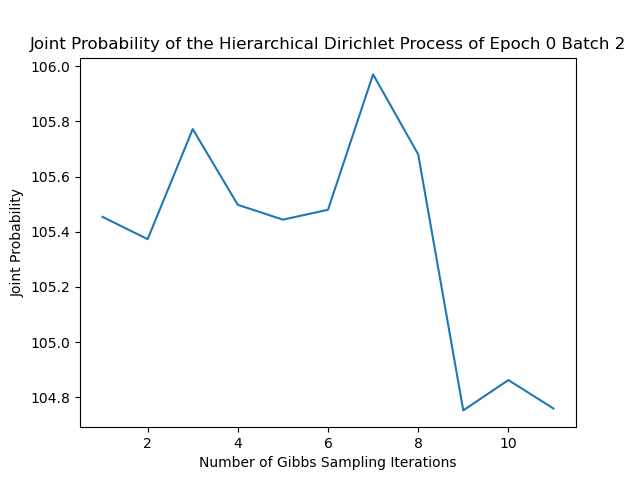 Joint Probability of the Hierarchical Dirichlet Process of Epoch 0 Batch 2
106.0
105.8
105.6
105.4
105.2
105.0
104.8
Joint Probability
2 4 6 8 10
Number of Gibbs Sampling Iterations